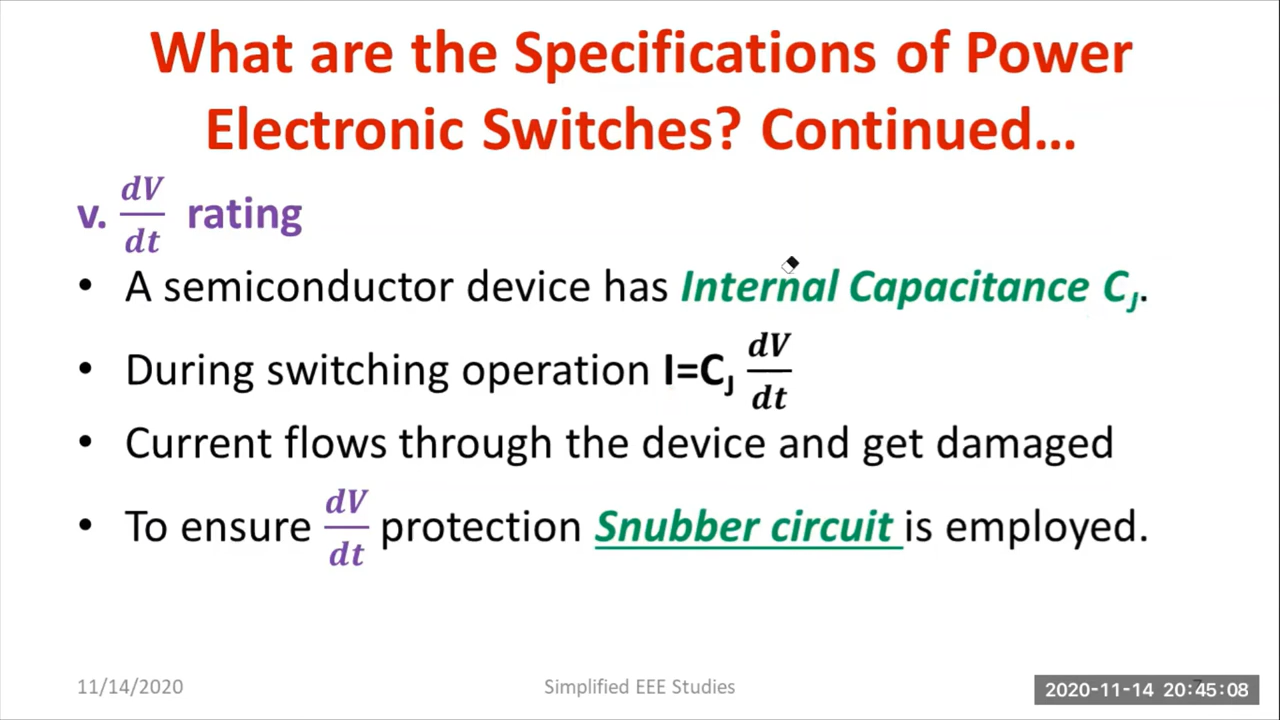 What are the Specifications of Power
Electronic Switches? Continued...
v. dV/dt rating
• A semiconductor device has Internal Capacitance CJ.
• During switching operation I=CJ dV/dt
• Current flows through the device and get damaged
• To ensure dV/dt protection Snubber circuit is employed.
11/14/2020
Simplified EEE Studies
2020-11-14 20:45:08